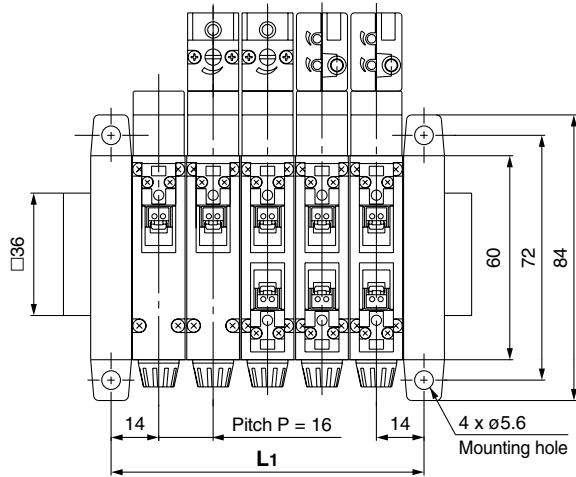 □36
60
72
84
14
Pitch P = 16
14
4 x ø5.6
Mounting hole
L1